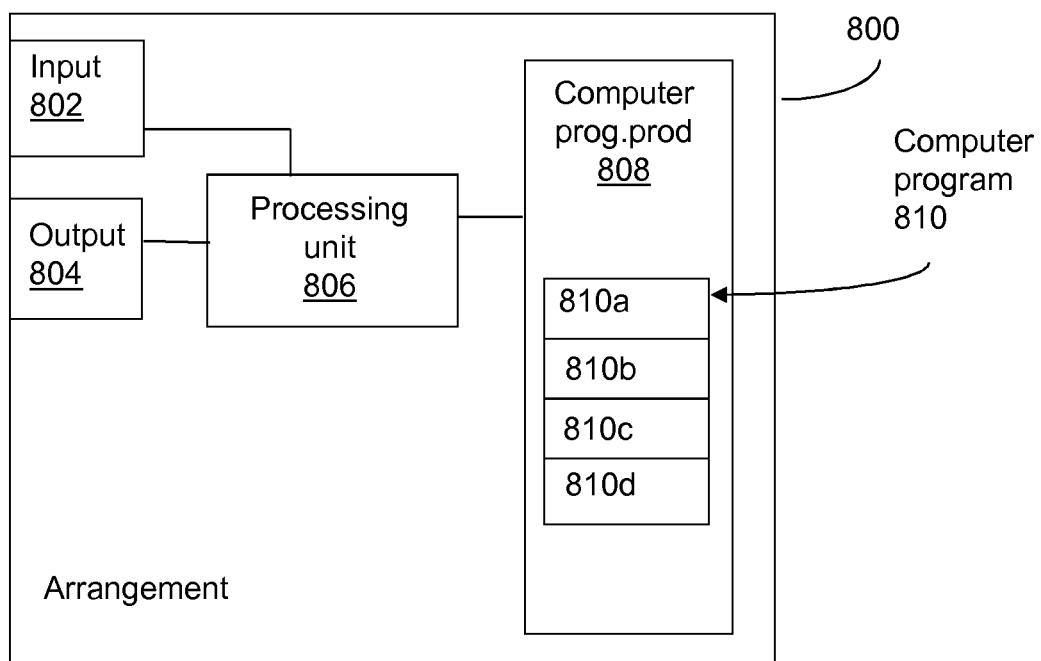 Input
802
Output
804
Processing
unit
806
Computer
prog.prod
808
810a
810b
810c
810d
Arrangement
800
Computer
program
810